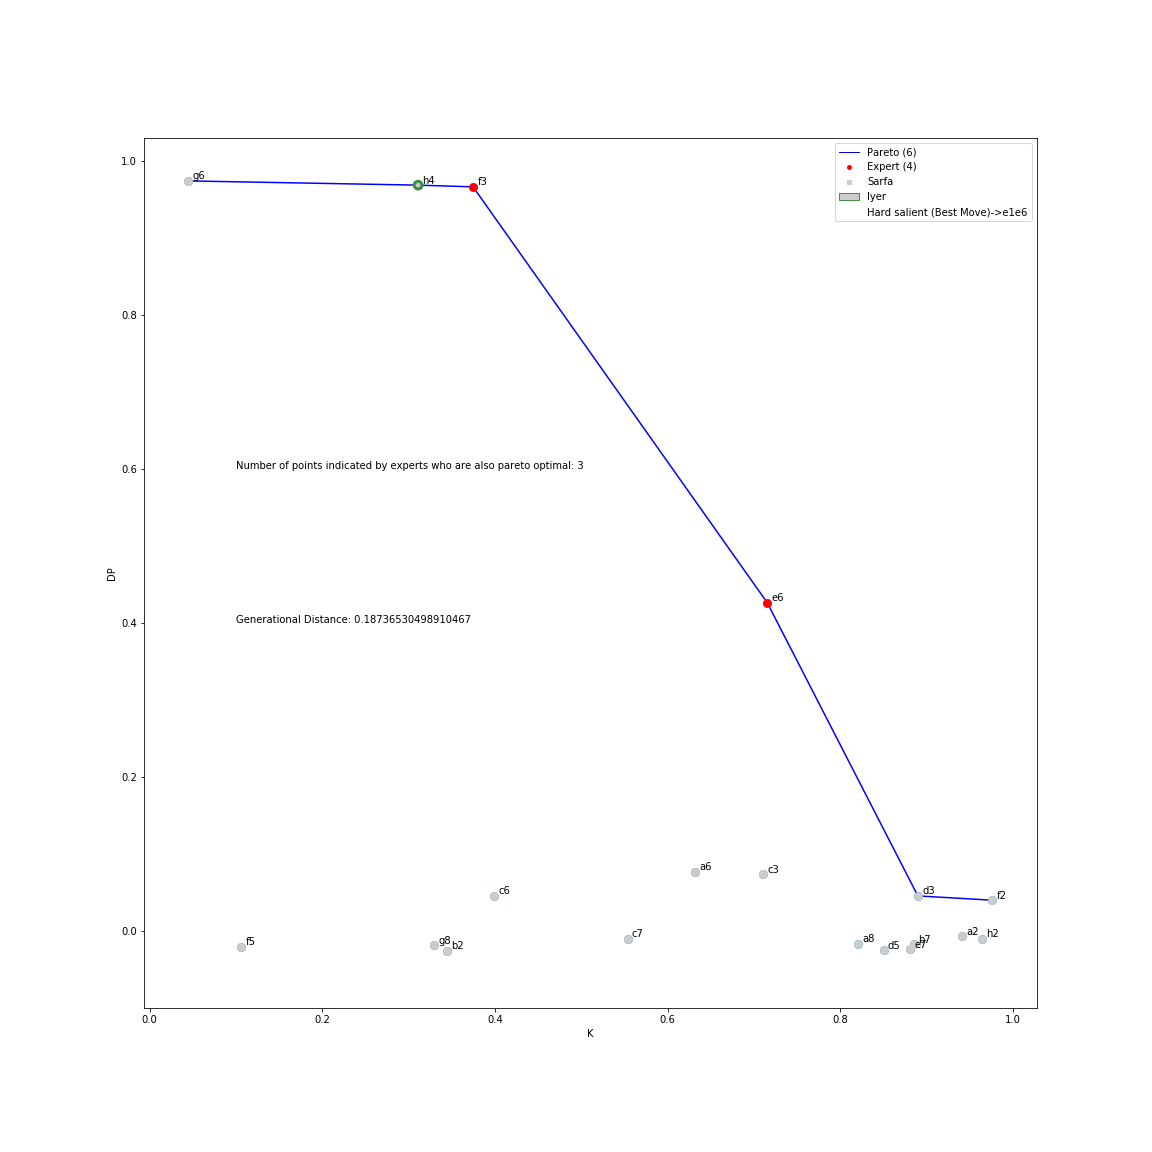 Pareto (6)
Expert (4)
Sarfa
Iyer
Hard salient (Best Move)->e1e6
1.0
g6
h4
f3
0.8
0.6
Number of points indicated by experts who are also pareto optimal: 3
e6
DP
0.4
Generational Distance: 0.18736530498910467
0.2
a6
c3
c6
d3
f2
0.0
f5
g8
b2
c7
a8
d5
b7
e7
a2
h2
0.0
0.2
0.4
0.6
0.8
1.0
K